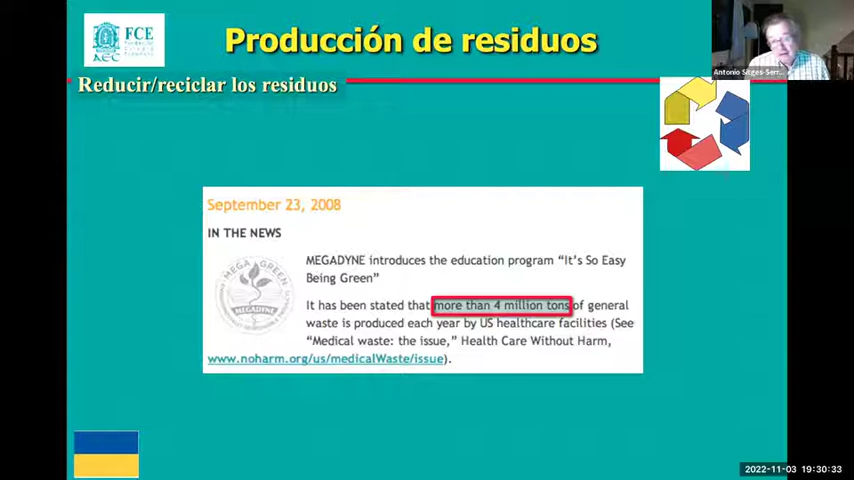 FCE
Fundación
Cirugía
Española
AEC
Producción de residuos
Antonio Sitges-Serr...
Reducir/reciclar los residuos
September 23, 2008
IN THE NEWS
MEGADYNE introduces the education program “It’s So Easy
Being Green”
MEGA GREEN
MEGADYNE
It has been stated that more than 4 million tons of general
waste is produced each year by US healthcare facilities (See
“Medical waste: the issue,” Health Care Without Harm,
www.noharm.org/us/medicalWaste/issue).
2022-11-03 19:30:33